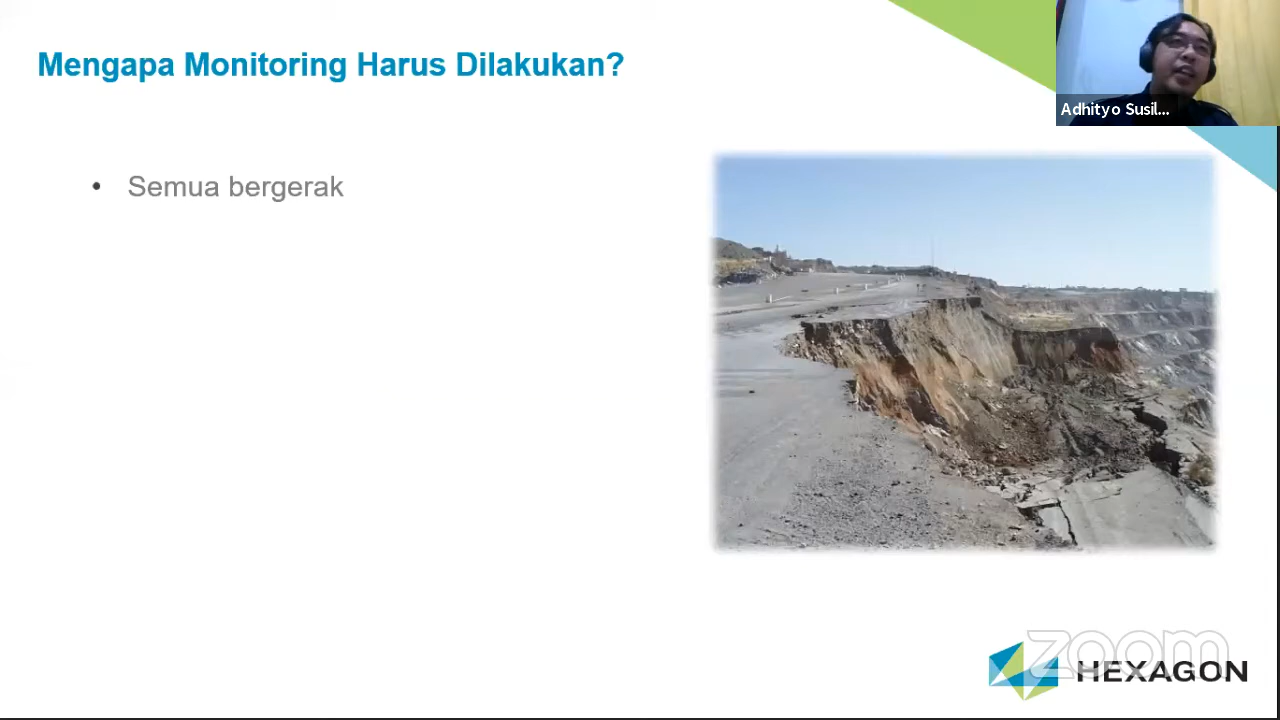 Mengapa Monitoring Harus Dilakukan?
Adhityo Susil...
• Semua bergerak
zoom
HEXAGON